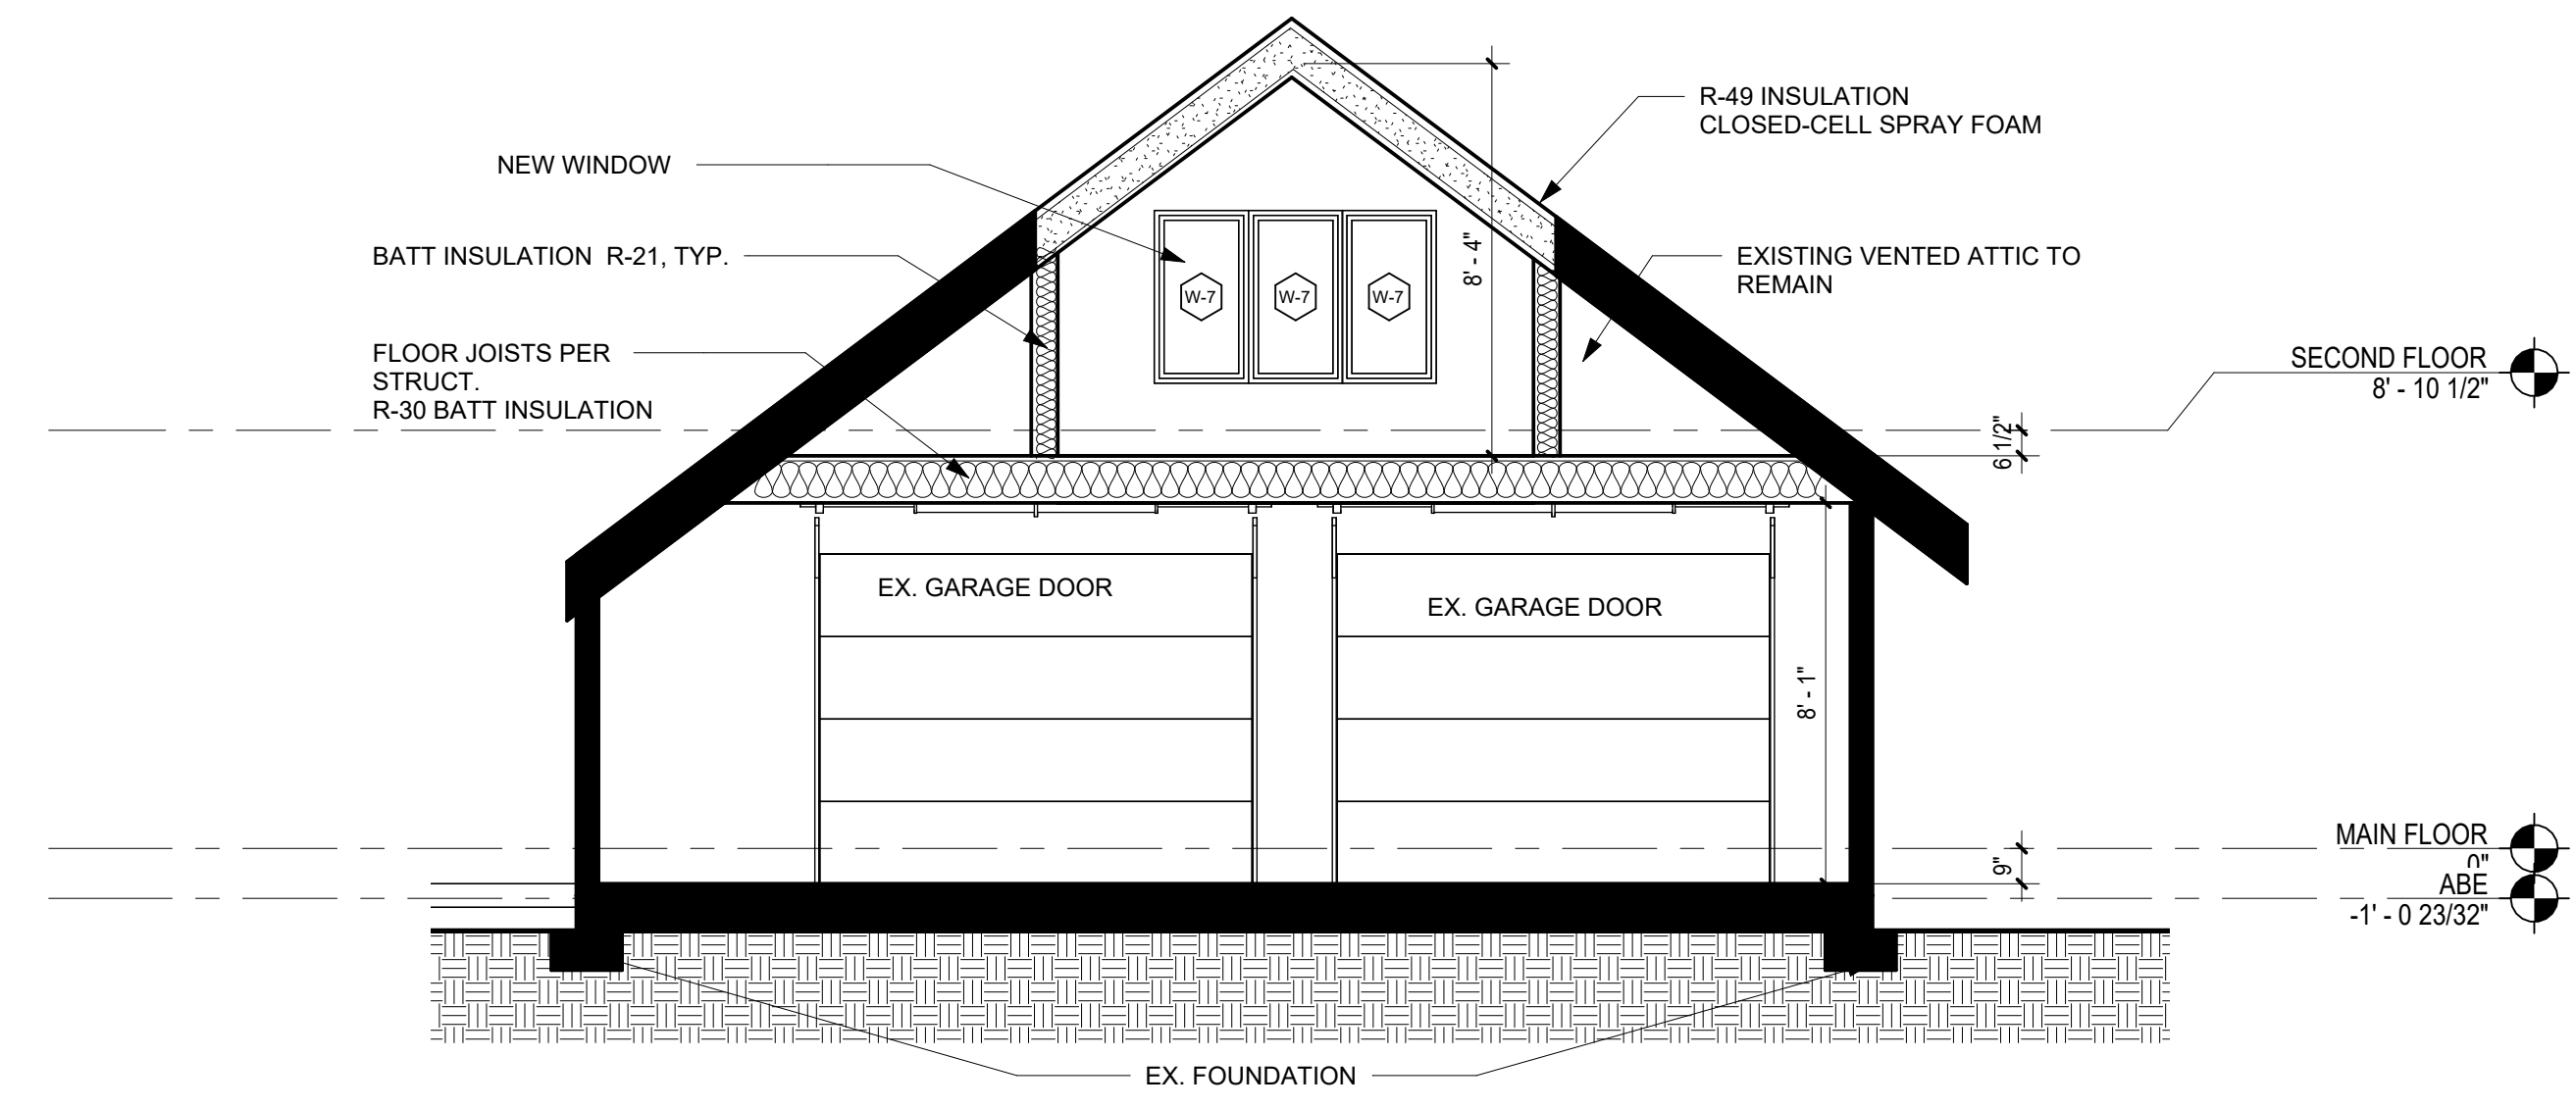 R-49 INSULATION
CLOSED-CELL SPRAY FOAM
NEW WINDOW
BATT INSULATION R-21, TYP.
8' - 4"
EXISTING VENTED ATTIC TO
REMAIN
W-7
W-7
W-7
FLOOR JOISTS PER
STRUCT.
R-30 BATT INSULATION
SECOND FLOOR
8' - 10 1/2"
6 1/2"
EX. GARAGE DOOR
EX. GARAGE DOOR
8' - 1"
MAIN FLOOR
0"
9"
ABE
-1' - 0 23/32"
EX. FOUNDATION